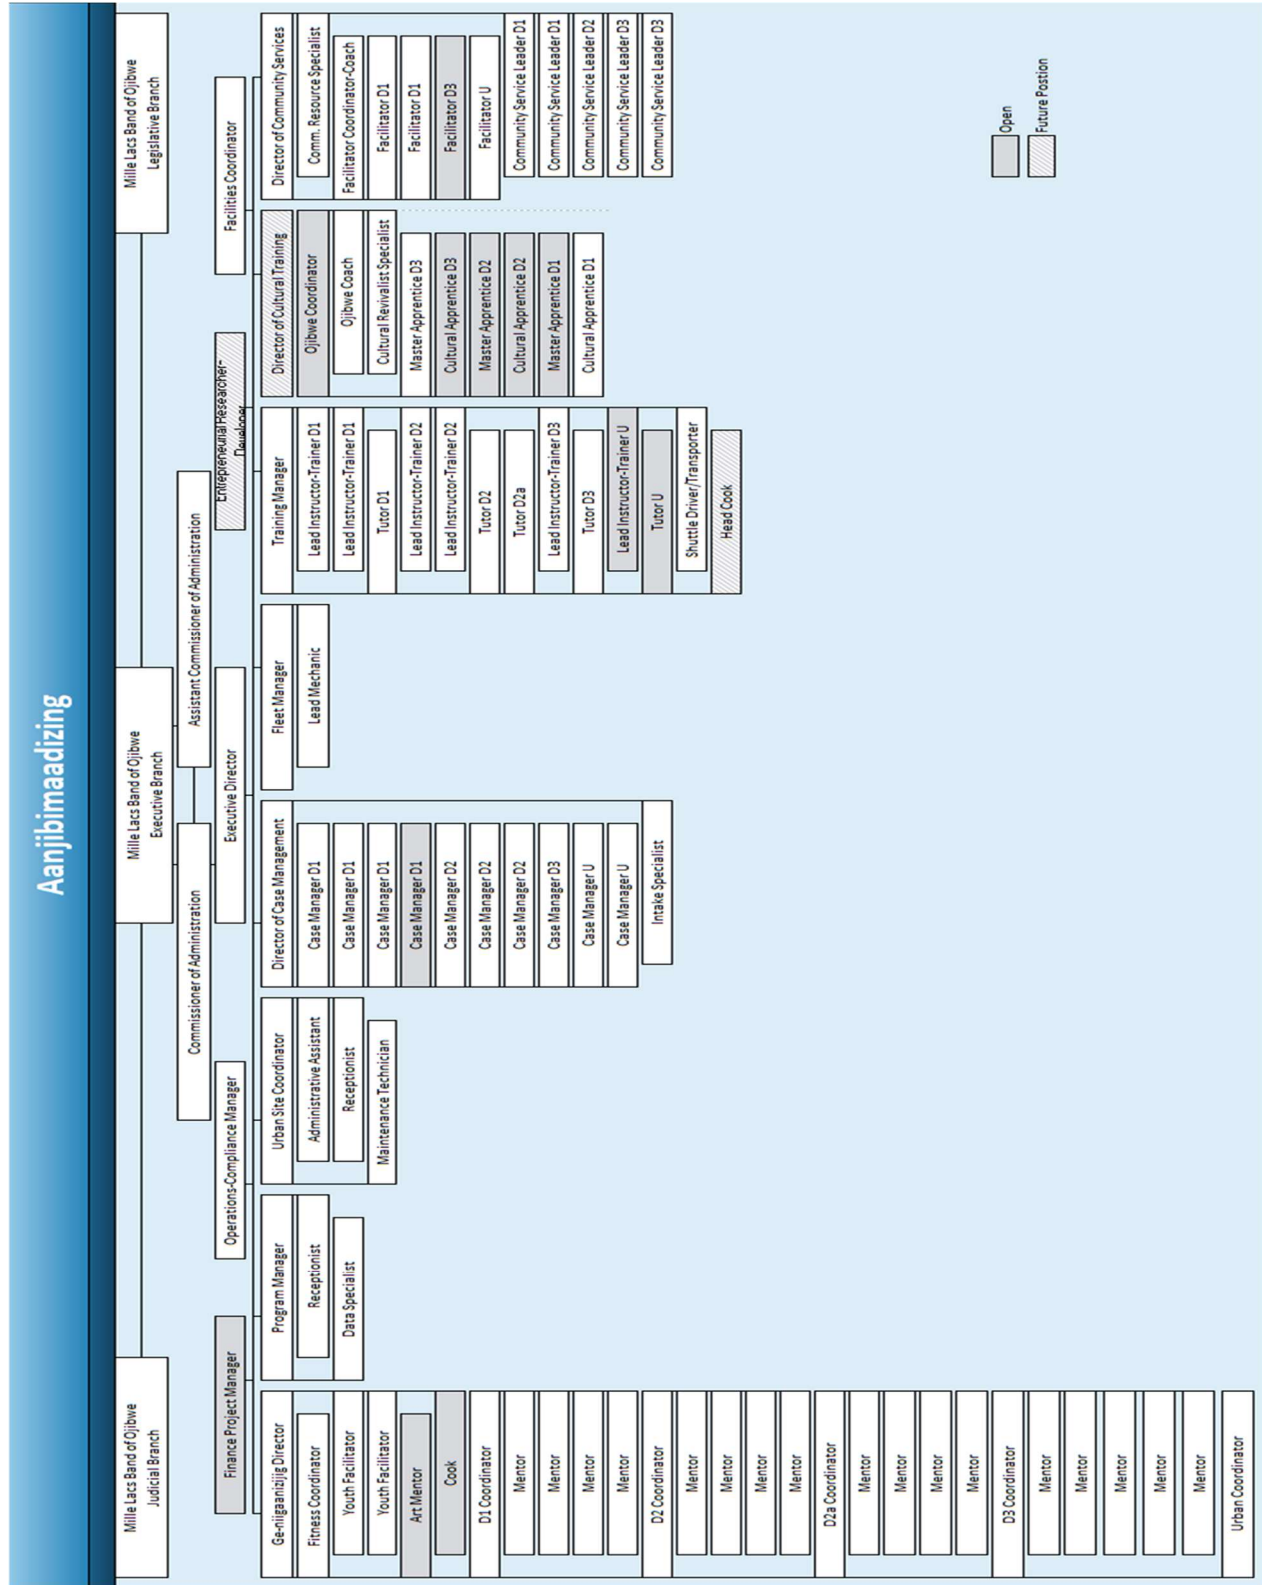 Aanjibimaadizing
Mille Lacs Band of Ojibwe
Judicial Branch
Mille Lacs Band of Ojibwe
Executive Branch
Mille Lacs Band of Ojibwe
Legislative Branch
Commissioner of Administration
Assistant Commissioner of Administration
Finance Project Manager
Operations-Compliance Manager
Executive Director
Entrepreneurial Researcher-
Developer
Facilities Coordinator
Ge-niigaanizijig Director
Fitness Coordinator
Youth Facilitator
Youth Facilitator
Art Mentor
Cook
D1 Coordinator
Mentor
Mentor
Mentor
Mentor
D2 Coordinator
Mentor
Mentor
Mentor
Mentor
D2a Coordinator
Mentor
Mentor
Mentor
Mentor
D3 Coordinator
Mentor
Mentor
Mentor
Mentor
Mentor
Urban Coordinator
Program Manager
Receptionist
Data Specialist
Urban Site Coordinator
Administrative Assistant
Receptionist
Maintenance Technician
Director of Case Management
Case Manager D1
Case Manager D1
Case Manager D1
Case Manager D1
Case Manager D2
Case Manager D2
Case Manager D2
Case Manager D3
Case Manager U
Case Manager U
Intake Specialist
Fleet Manager
Lead Mechanic
Training Manager
Lead Instructor-Trainer D1
Lead Instructor-Trainer D1
Tutor D1
Lead Instructor-Trainer D2
Lead Instructor-Trainer D2
Tutor D2
Tutor D2a
Lead Instructor-Trainer D3
Tutor D3
Lead Instructor-Trainer U
Tutor U
Shuttle Driver/Transporter
Head Cook
Director of Cultural Training
Ojibwe Coordinator
Ojibwe Coach
Cultural Revivalist Specialist
Master Apprentice D3
Cultural Apprentice D3
Master Apprentice D2
Cultural Apprentice D2
Master Apprentice D1
Cultural Apprentice D1
Director of Community Services
Comm. Resource Specialist
Facilitator Coordinator-Coach
Facilitator D1
Facilitator D1
Facilitator D3
Facilitator U
Community Service Leader D1
Community Service Leader D1
Community Service Leader D2
Community Service Leader D3
Community Service Leader D3
Open
Future Postion